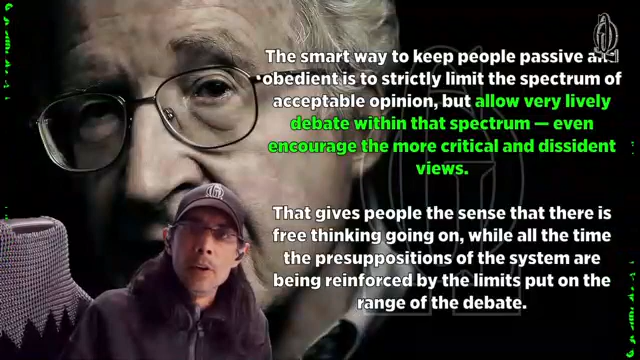 The smart way to keep people passive and
obedient is to strictly limit the spectrum of
acceptable opinion, but allow very lively
debate within that spectrum — even
encourage the more critical and dissident
views.
That gives people the sense that there is
free thinking going on, while all the time
the presuppositions of the system are
being reinforced by the limits put on the
range of the debate.